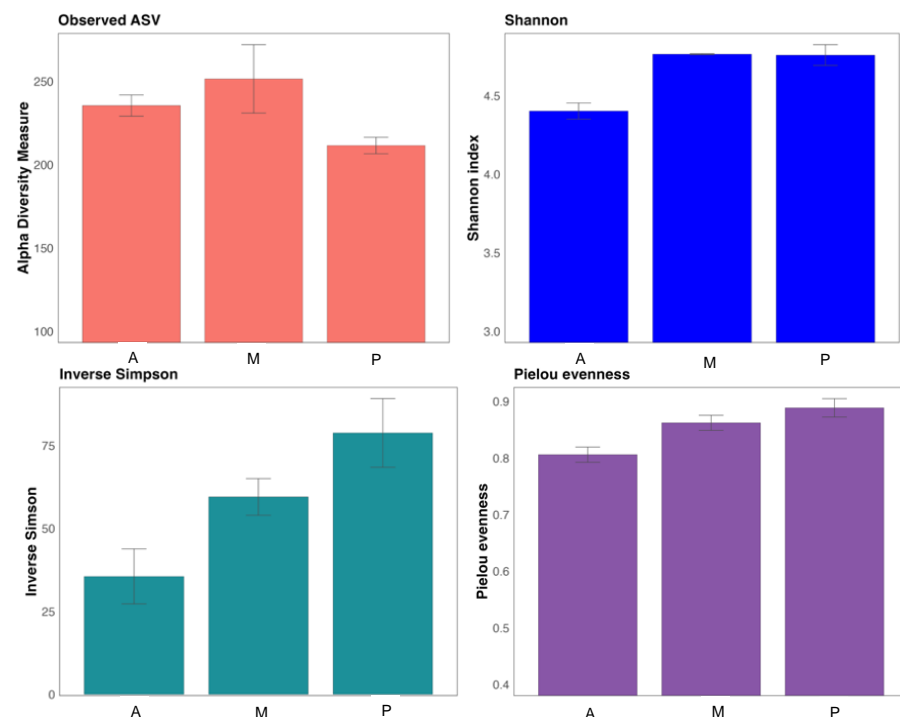 Observed ASV
Alpha Diversity Measure
250
200
150
100
A M P
Shannon
Shannon index
4.5
4.0
3.5
3.0
A M P
Inverse Simpson
Inverse Simson
75
50
25
0
A M P
Pielou evenness
Pielou evenness
0.9
0.8
0.7
0.6
0.5
0.4
A M P